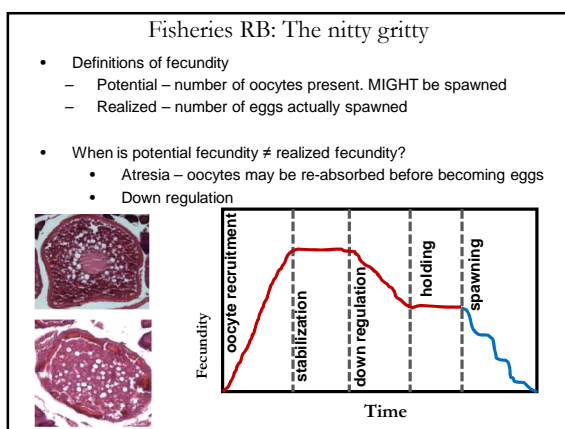 Fisheries RB: The nitty gritty
• Definitions of fecundity
– Potential – number of oocytes present. MIGHT be spawned
– Realized – number of eggs actually spawned
• When is potential fecundity ≠ realized fecundity?
• Atresia – oocytes may be re-absorbed before becoming eggs
• Down regulation
Fecundity
oocyte recruitment
stabilization
down regulation
holding
spawning
Time